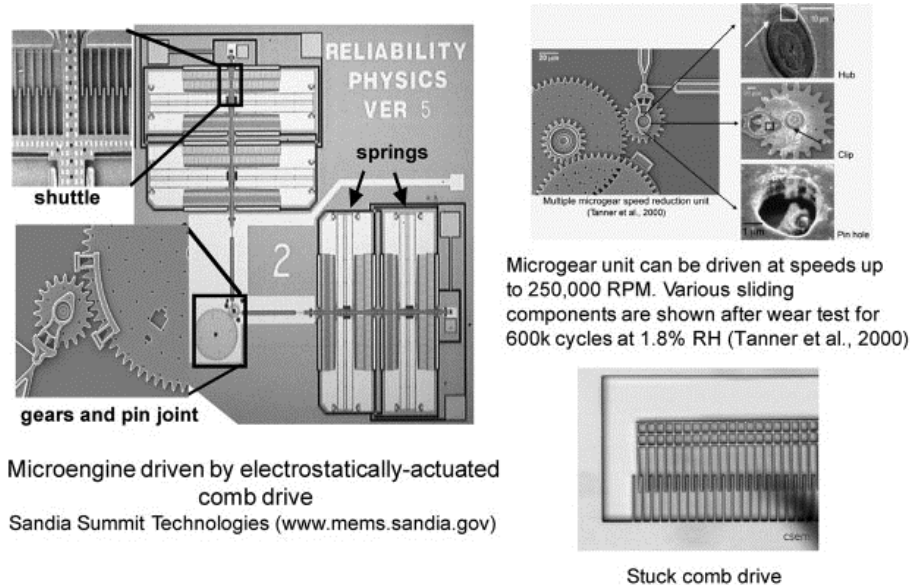 RELIABILITY
PHYSICS
VER 5
springs
shuttle
2
gears and pin joint
Microengine driven by electrostatically-actuated
comb drive
Sandia Summit Technologies (www.mems.sandia.gov)
20 μm
10 μm
Hub
Clip
1 μm
Pin hole
Multiple microgear speed reduction unit
(Tanner et al., 2000)
Microgear unit can be driven at speeds up
to 250,000 RPM. Various sliding
components are shown after wear test for
600k cycles at 1.8% RH (Tanner et al., 2000)
csem
Stuck comb drive